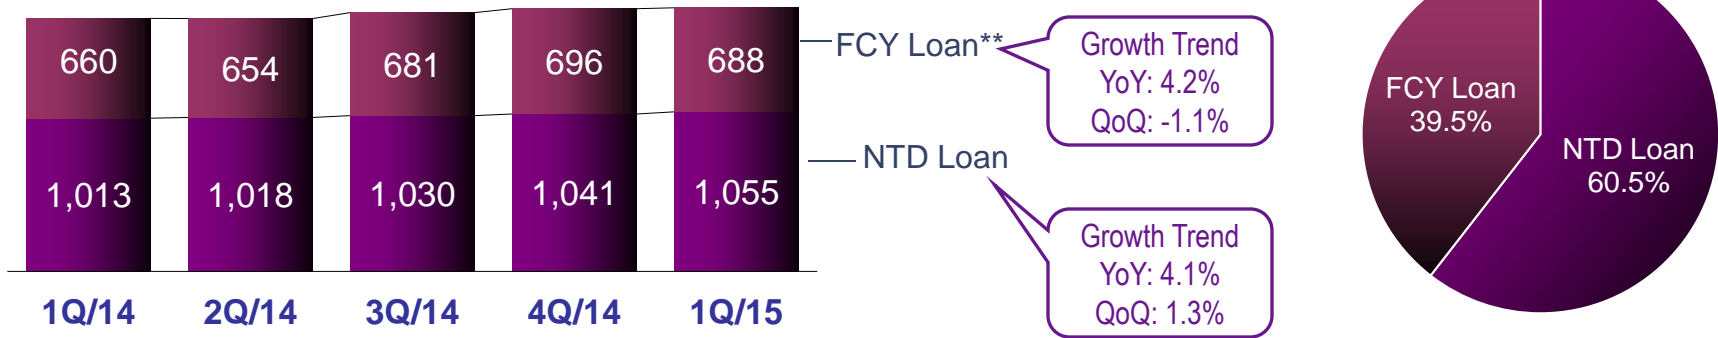 660
654
681
696
688
1,013
1,018
1,030
1,041
1,055
1Q/14
2Q/14
3Q/14
4Q/14
1Q/15
FCY Loan**
Growth Trend
YoY: 4.2%
QoQ: -1.1%
NTD Loan
Growth Trend
YoY: 4.1%
QoQ: 1.3%
FCY Loan
39.5%
NTD Loan
60.5%